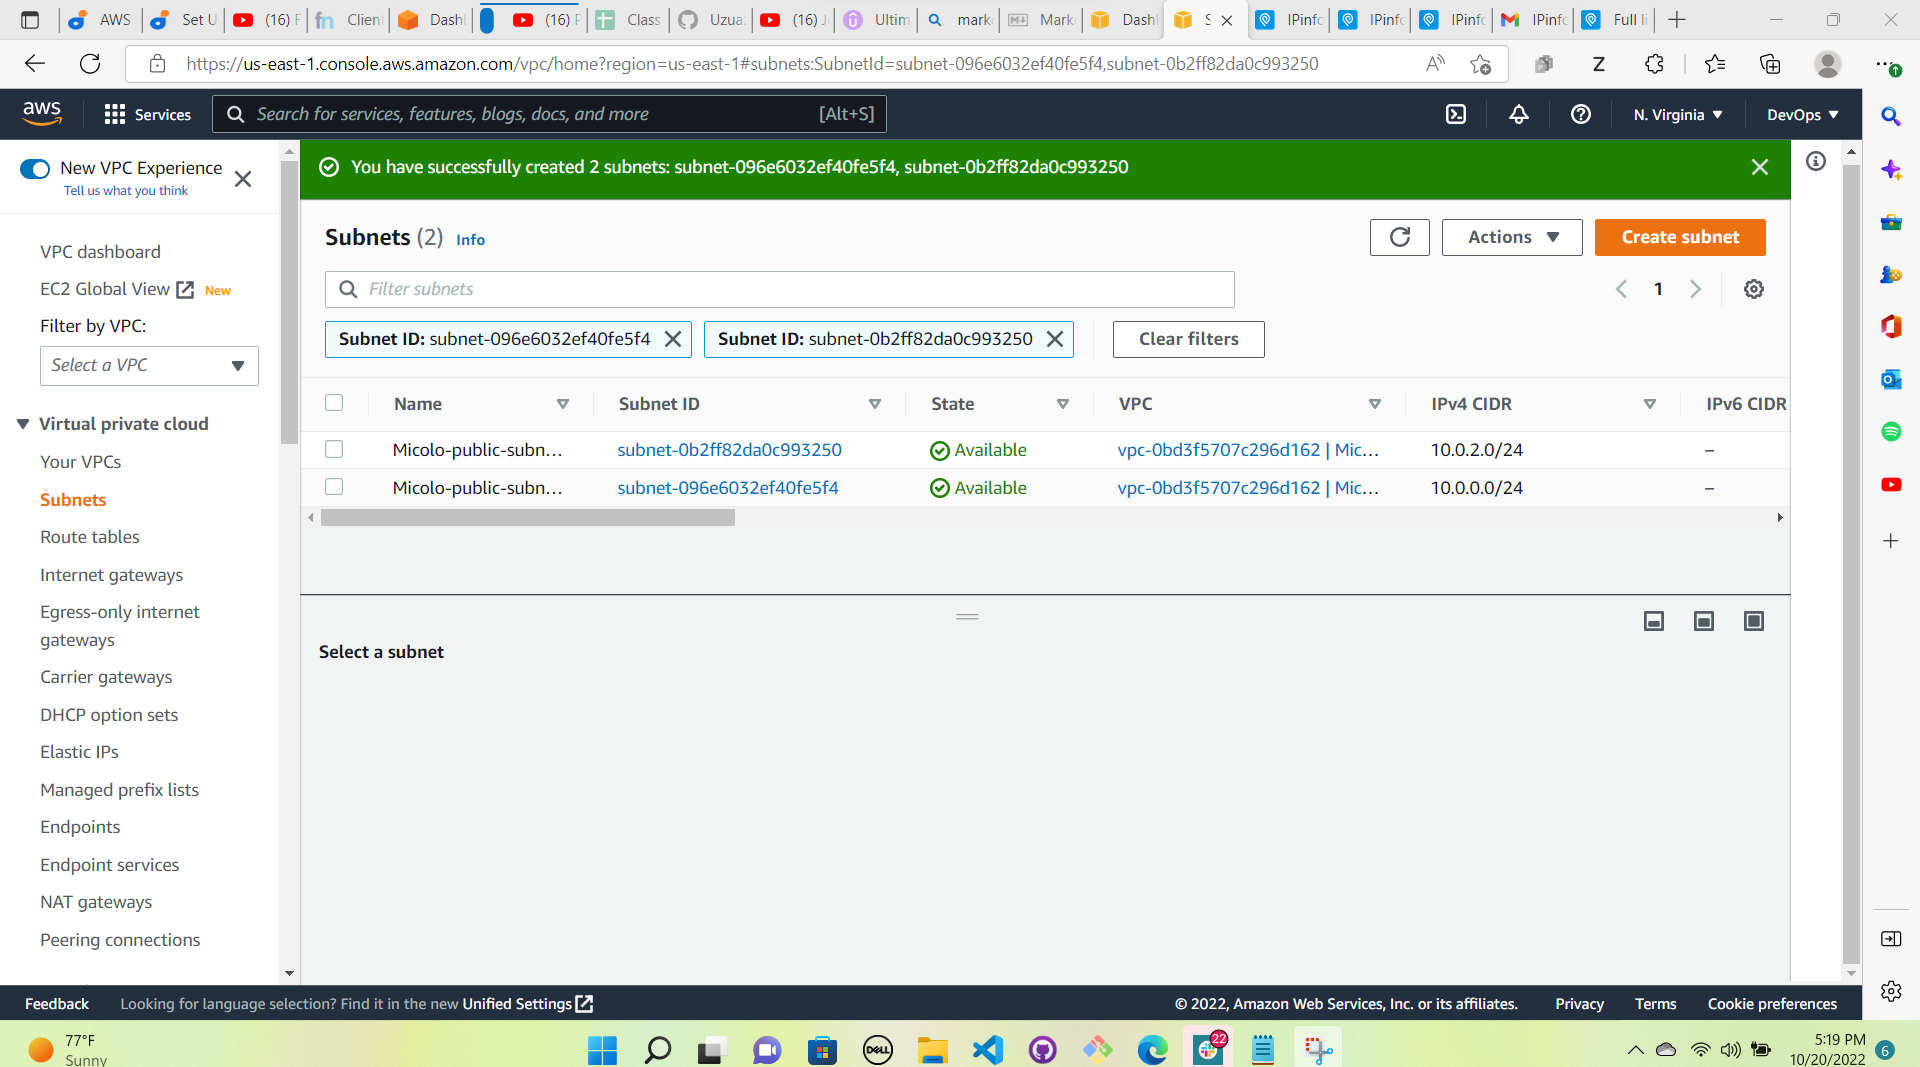 AWS
Set U
(16) F
Client
Dashb
(16) F
Class
Uzua
(16) J
Ultim
mark
Mark
Dashb
S
IPinfo
IPinfo
IPinfo
IPinfo
Full li
https://us-east-1.console.aws.amazon.com/vpc/home?region=us-east-1#subnets:SubnetId=subnet-096e6032ef40fe5f4,subnet-0b2ff82da0c993250
aws
Services
Search for services, features, blogs, docs, and more
[Alt+S]
N. Virginia
DevOps
New VPC Experience
Tell us what you think
VPC dashboard
EC2 Global View New
Filter by VPC:
Select a VPC
Virtual private cloud
Your VPCs
Subnets
Route tables
Internet gateways
Egress-only internet
gateways
Carrier gateways
DHCP option sets
Elastic IPs
Managed prefix lists
Endpoints
Endpoint services
NAT gateways
Peering connections
You have successfully created 2 subnets: subnet-096e6032ef40fe5f4, subnet-0b2ff82da0c993250
Subnets (2) Info
Actions
Create subnet
Filter subnets
1
Subnet ID: subnet-096e6032ef40fe5f4
Subnet ID: subnet-0b2ff82da0c993250
Clear filters
Name Subnet ID State VPC IPv4 CIDR IPv6 CIDR
Micolo-public-subn… subnet-0b2ff82da0c993250 Available vpc-0bd3f5707c296d162 | Mic… 10.0.2.0/24 –
Micolo-public-subn… subnet-096e6032ef40fe5f4 Available vpc-0bd3f5707c296d162 | Mic… 10.0.0.0/24 –
Select a subnet
Feedback Looking for language selection? Find it in the new Unified Settings
© 2022, Amazon Web Services, Inc. or its affiliates. Privacy Terms Cookie preferences
77°F
Sunny
DELL
22
5:19 PM
10/20/2022
6